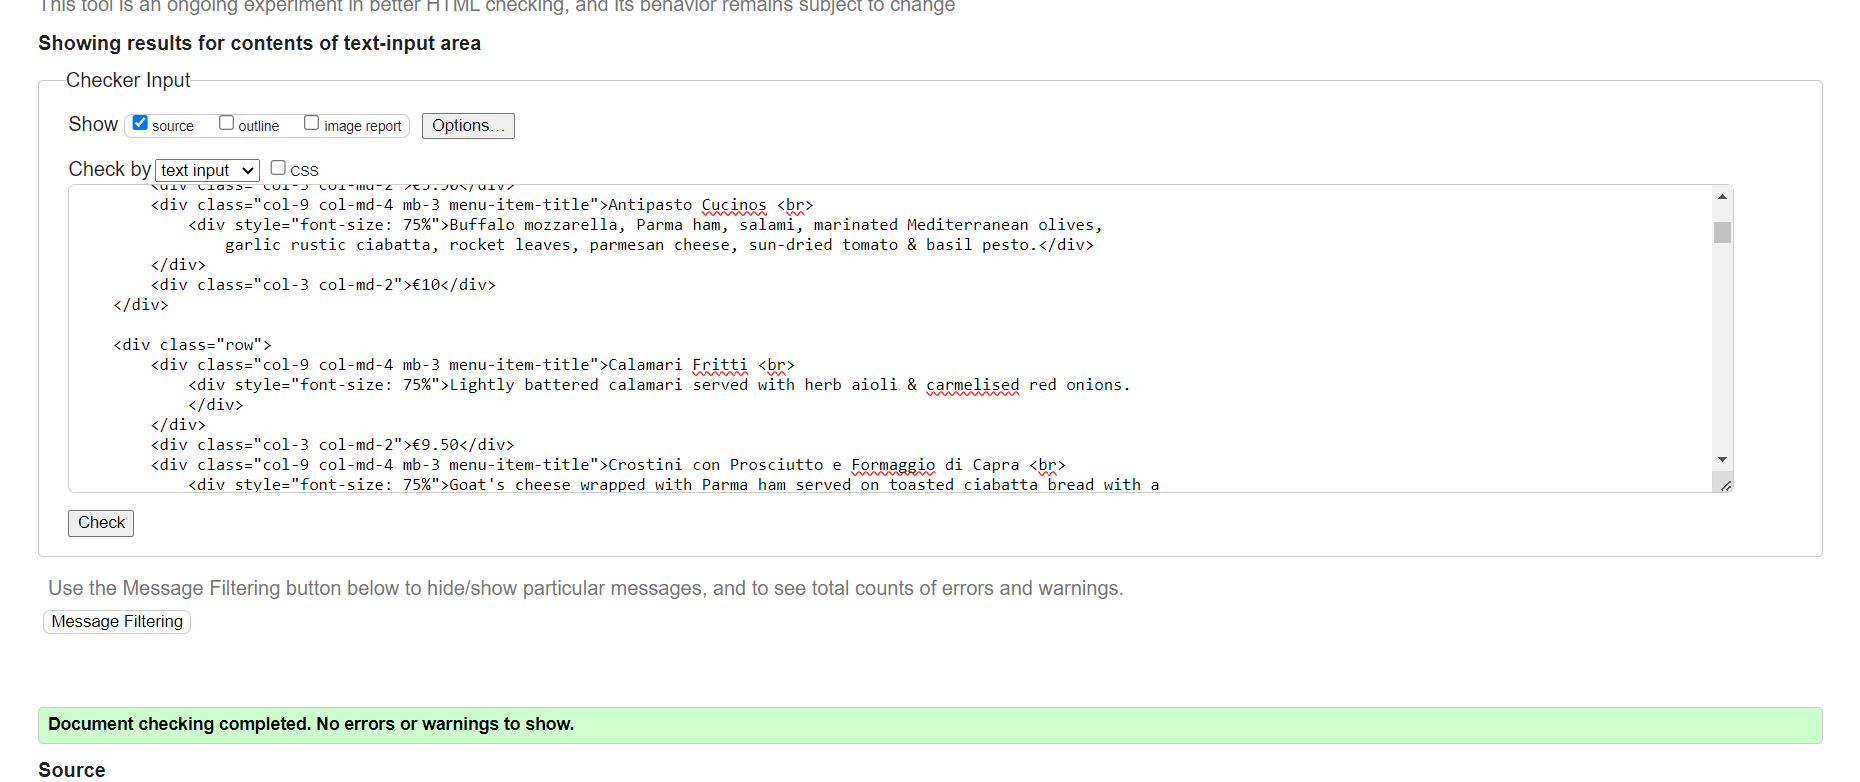 This tool is an ongoing experiment in better HTML checking, and its behavior remains subject to change
Showing results for contents of text-input area
Checker Input
Show source outline image report Options...
Check by text input CSS
<div class="col-3 col-md-2">€5.50</div>
<div class="col-9 col-md-4 mb-3 menu-item-title">Antipasto Cucinos <br>
<div style="font-size: 75%">Buffalo mozzarella, Parma ham, salami, marinated Mediterranean olives,
garlic rustic ciabatta, rocket leaves, parmesan cheese, sun-dried tomato & basil pesto.</div>
</div>
<div class="col-3 col-md-2">€10</div>
</div>
<div class="row">
<div class="col-9 col-md-4 mb-3 menu-item-title">Calamari Fritti <br>
<div style="font-size: 75%">Lightly battered calamari served with herb aioli & carmelised red onions.
</div>
</div>
<div class="col-3 col-md-2">€9.50</div>
<div class="col-9 col-md-4 mb-3 menu-item-title">Crostini con Prosciutto e Formaggio di Capra <br>
<div style="font-size: 75%">Goat's cheese wrapped with Parma ham served on toasted ciabatta bread with a
Check
Use the Message Filtering button below to hide/show particular messages, and to see total counts of errors and warnings.
Message Filtering
Document checking completed. No errors or warnings to show.
Source